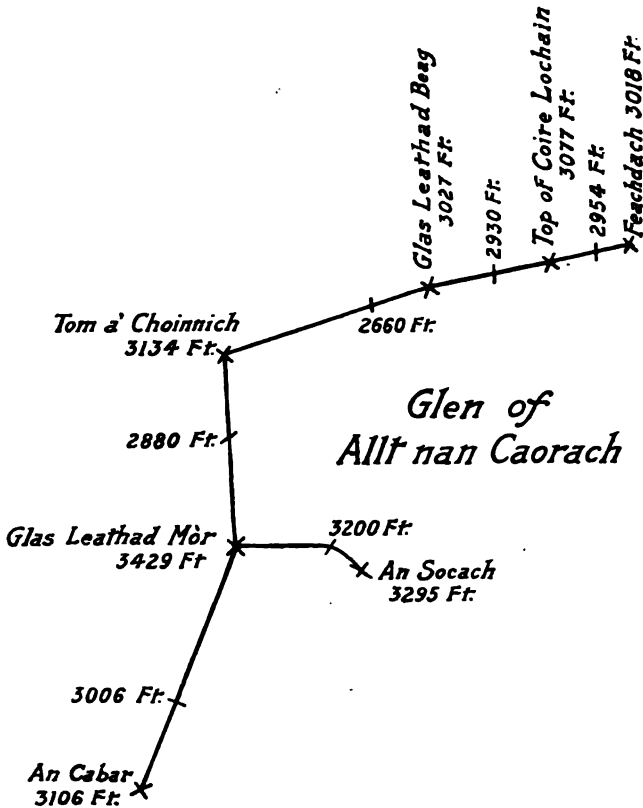 Glas Leathad Beag
3027 Ft.
2930 Ft.
Top of Coire Lochain
3077 Ft.
2954 Ft.
Feachdach 3018 Ft.
2660 Ft.
Tom a' Choinnich
3134 Ft.
Glen of
Allt nan Caorach
2880 Ft.
Glas Leathad Mòr
3429 Ft
3200 Ft.
An Socach
3295 Ft.
3006 Ft.
An Cabar
3106 Ft.